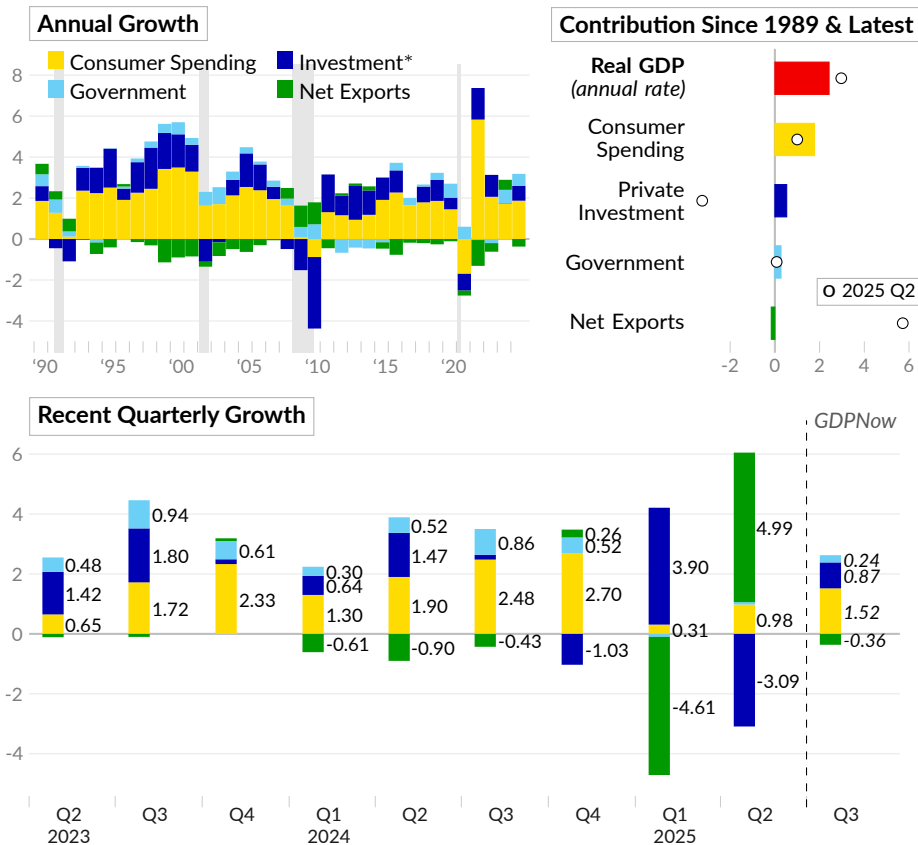 Annual Growth
Consumer Spending
Investment*
Government
Net Exports
8
6
4
2
0
-2
-4
'90
'95
'00
'05
'10
'15
'20
Contribution Since 1989 & Latest
Real GDP
(annual rate)
Consumer
Spending
Private
Investment
Government
Net Exports
o 2025 Q2
-2
0
2
4
6
Recent Quarterly Growth
GDPNow
6
4
2
0
-2
-4
0.48
1.42
0.65
0.94
1.80
1.72
0.61
2.33
0.30
0.64
1.30
-0.61
0.52
1.47
1.90
-0.90
0.86
2.48
-0.43
0.26
0.52
2.70
-1.03
3.90
0.31
-4.61
4.99
0.98
-3.09
0.24
0.87
1.52
-0.36
Q2
2023
Q3
Q4
Q1
2024
Q2
Q3
Q4
Q1
2025
Q2
Q3